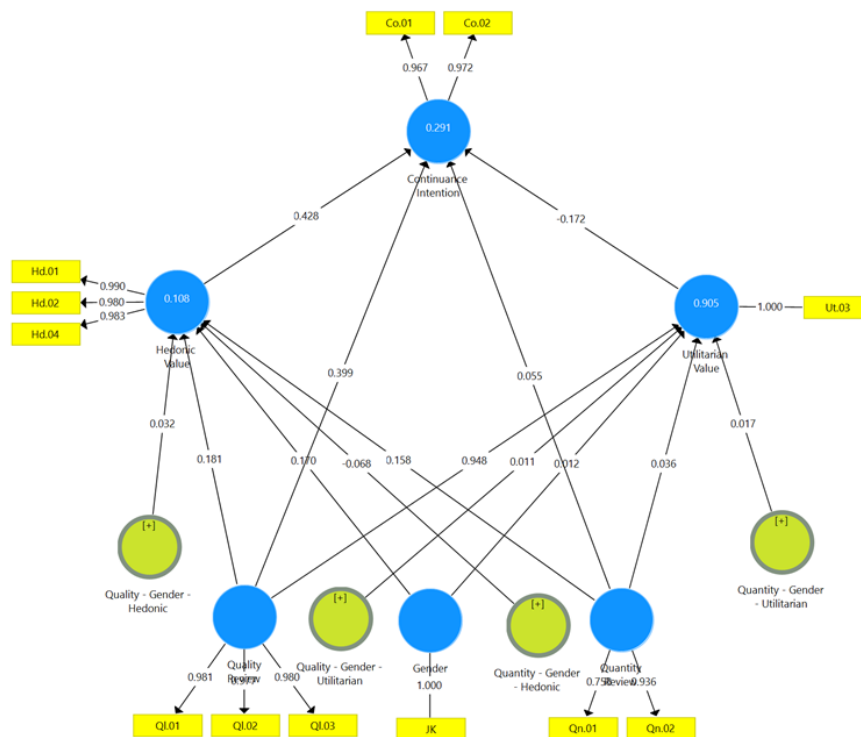 Co.01
Co.02
0.967
0.972
0.291
Continuance
Intention
0.428
-0.172
Hd.01
Hd.02
Hd.04
0.990
0.980
0.983
0.108
Hedonic
Value
0.905
Utilitarian
Value
1.000
Ut.03
0.399
0.055
0.032
0.181
0.170
-0.068
0.158
0.948
0.011
0.012
0.036
0.017
[+]
Quality - Gender -
Hedonic
[+]
Quantity - Gender
- Utilitarian
Quality
Review
[+]
Quality - Gender -
Utilitarian
Gender
[+]
Quantity - Gender
- Hedonic
Quantity
Review
0.981
0.980
1.000
0.936
Ql.01
Ql.02
Ql.03
JK
Qn.01
Qn.02